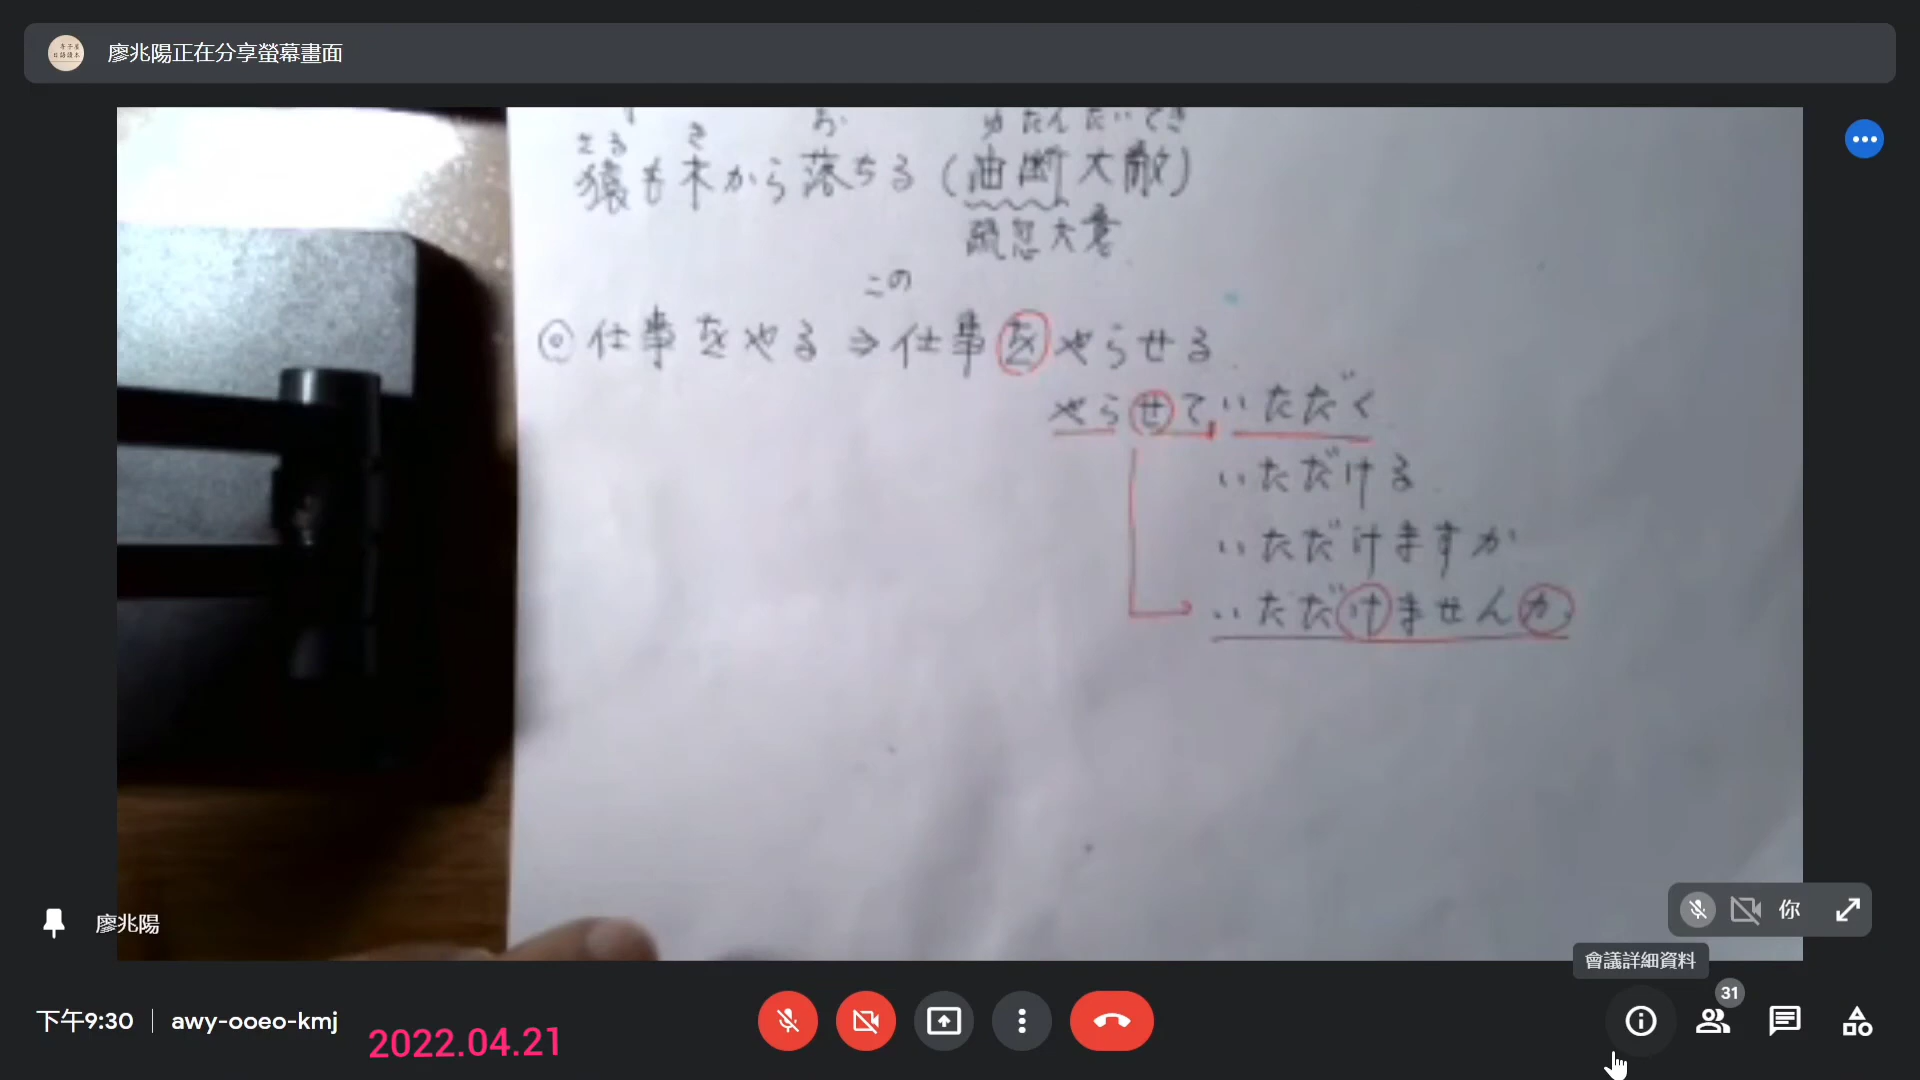 廖兆陽正在分享螢幕畫面
さる き お ゆだんたいてき
猿も木から落ちる(油断大敵)
疏忽大意
この
◎仕事をやる⇒仕事をやらせる
やらせていただく
いただける
いただけますか
いただけませんか
廖兆陽
你
會議詳細資料
31
下午9:30 | awy-ooeo-kmj
2022.04.21